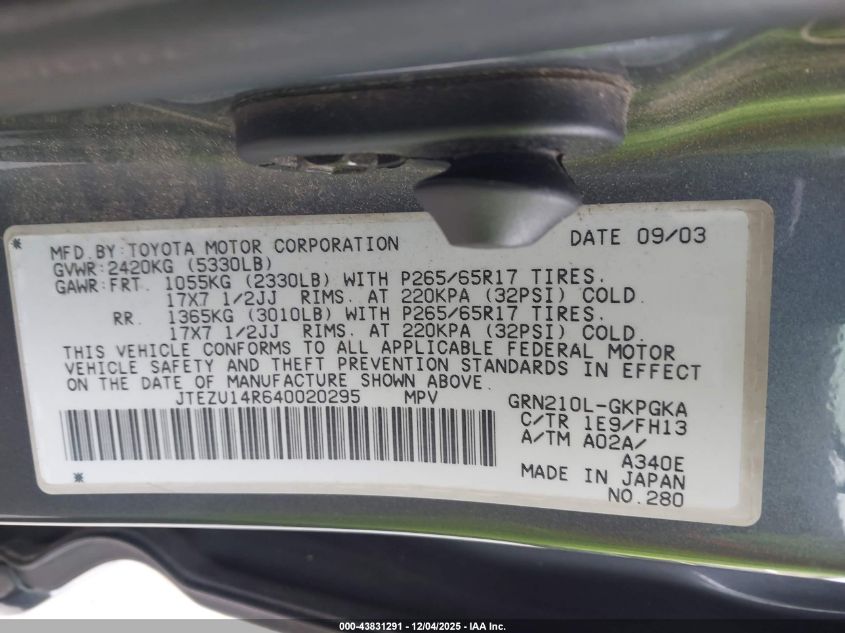 MFD.BY:TOYOTA MOTOR CORPORATION DATE 09/03
GVWR:2420KG (5330LB)
GAWR:FRT. 1055KG (2330LB) WITH P265/65R17 TIRES.
17X7 1/2JJ RIMS. AT 220KPA (32PSI) COLD.
RR. 1365KG (3010LB) WITH P265/65R17 TIRES.
17X7 1/2JJ RIMS. AT 220KPA (32PSI) COLD.
THIS VEHICLE CONFORMS TO ALL APPLICABLE FEDERAL MOTOR
VEHICLE SAFETY AND THEFT PREVENTION STANDARDS IN EFFECT
ON THE DATE OF MANUFACTURE SHOWN ABOVE.
JTEZU14R640020295 MPV GRN210L-GKPGKA
C/TR 1E9/FH13
A/TM A02A/
A340E
MADE IN JAPAN
NO.280
000-43831291 - 12/04/2025 - IAA Inc.